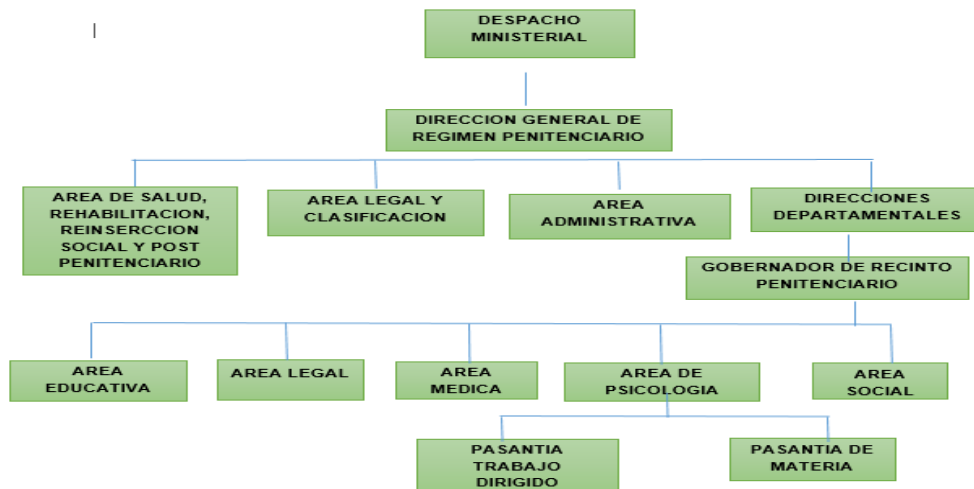 DESPACHO
MINISTERIAL
DIRECCION GENERAL DE
REGIMEN PENITENCIARIO
AREA DE SALUD,
REHABILITACION,
REINSERCCION
SOCIAL Y POST
PENITENCIARIO
AREA LEGAL Y
CLASIFICACION
AREA
ADMINISTRATIVA
DIRECCIONES
DEPARTAMENTALES
GOBERNADOR DE RECINTO
PENITENCIARIO
AREA
EDUCATIVA
AREA LEGAL
AREA
MEDICA
AREA DE
PSICOLOGIA
AREA
SOCIAL
PASANTIA
TRABAJO
DIRIGIDO
PASANTIA DE
MATERIA